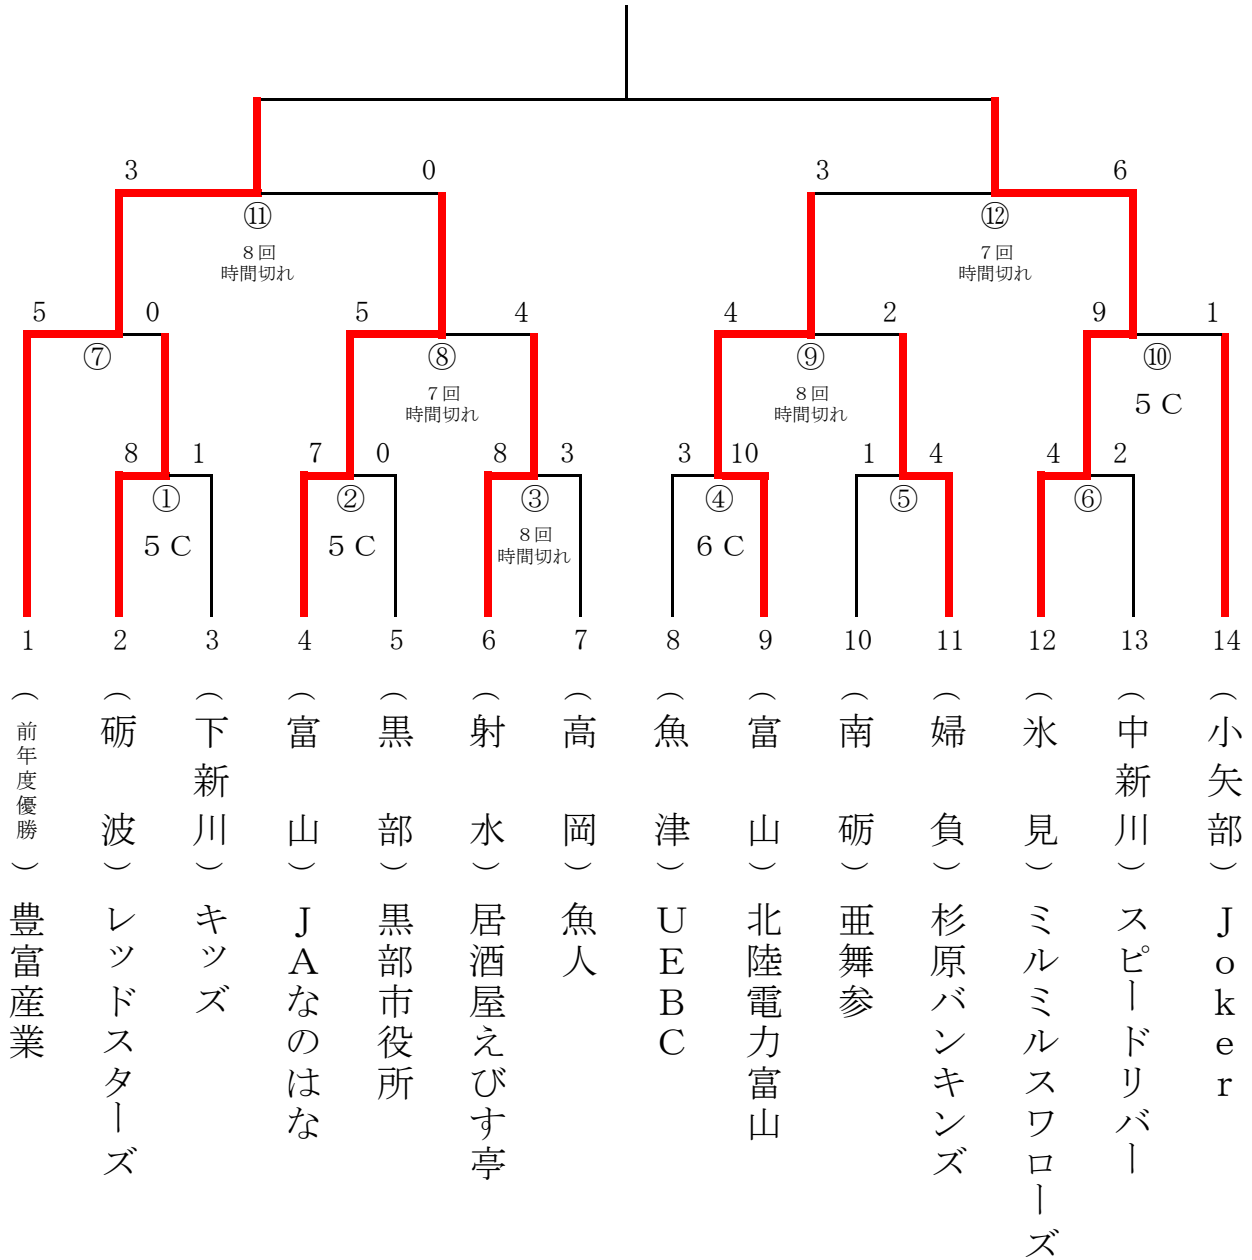 3 0 3 6
⑪ ⑫
8回 7回
時間切れ 時間切れ
5 0 5 4 4 2 9 1
⑦ ⑧ ⑨ ⑩
7回 8回
時間切れ 時間切れ
5C
8 1 7 0 8 3 3 10 1 4 4 2
① ② ③ ④ ⑤ ⑥
5C 5C 8回 6C
時間切れ
1 2 3 4 5 6 7 8 9 10 11 12 13 14
(前年度優勝)豊富産業
(砺波)レッドスターズ
(下新川)キッズ
(富山)JAなのはな
(黒部)黒部市役所
(射水)居酒屋えびす亭
(高岡)魚人
(魚津)UEBC
(富山)北陸電力富山
(南砺)亜舞参
(婦負)杉原バンキンズ
(氷見)ミルミルスワローズ
(中新川)スピードリバー
(小矢部)Joker